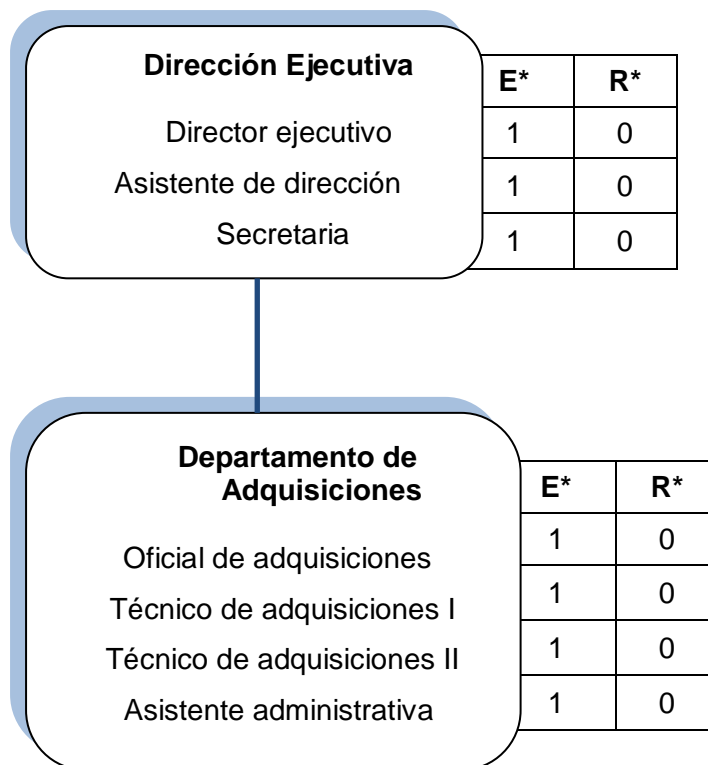 Dirección Ejecutiva
E* R*
Director ejecutivo 1 0
Asistente de dirección 1 0
Secretaria 1 0
Departamento de
Adquisiciones
E* R*
Oficial de adquisiciones 1 0
Técnico de adquisiciones I 1 0
Técnico de adquisiciones II 1 0
Asistente administrativa 1 0